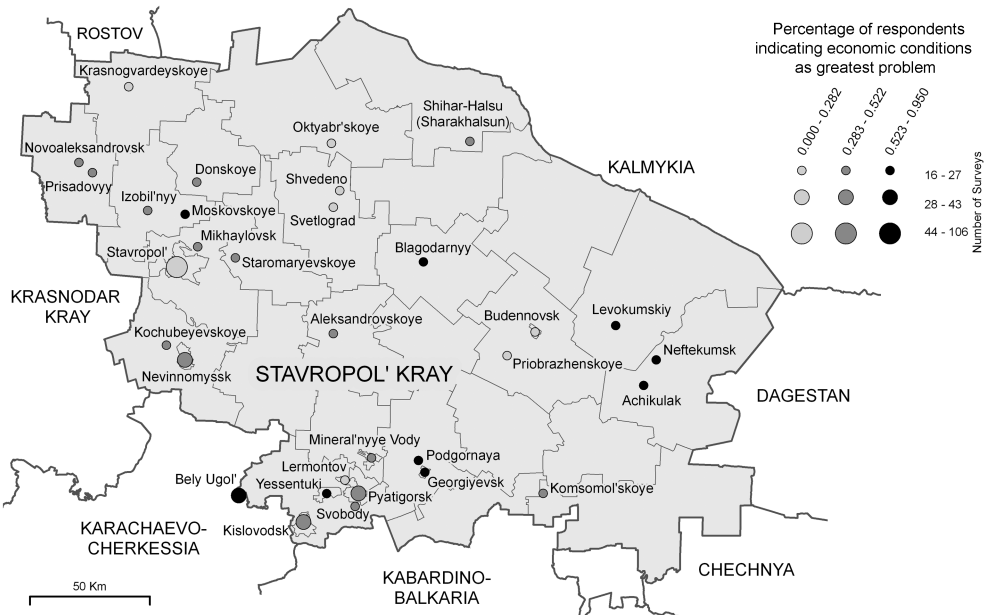 ROSTOV
Percentage of respondents
indicating economic conditions
as greatest problem
0.000 - 0.282
0.283 - 0.522
0.523 - 0.950
16 - 27
28 - 43
44 - 106
Number of Surveys
Krasnogvardeyskoye
Shihar-Halsu
(Sharakhalsun)
Oktyabr'skoye
Novoaleksandrovsk
Prisadovyy
Donskoye
Shvedeno
KALMYKIA
Izobil'nyy
Moskovskoye
Svetlograd
Mikhaylovsk
Stavropol'
Staromaryevskoye
Blagodarnyy
KRASNODAR
KRAY
Kochubeyevskoye
Aleksandrovskoye
Budennovsk
Levokumskiy
Neftekumsk
Priobrazhenskoye
Nevinnomyssk
STAVROPOL' KRAY
Achikulak
DAGESTAN
Mineral'nyye Vody
Podgornaya
Lermontov
Bely Ugol'
Yessentuki
Georgiyevsk
Pyatigorsk
Komsomol'skoye
Svobody
Kislovodsk
KARACHAEVO-
CHERKESSIA
KABARDINO-
BALKARIA
CHECHNYA
50 Km